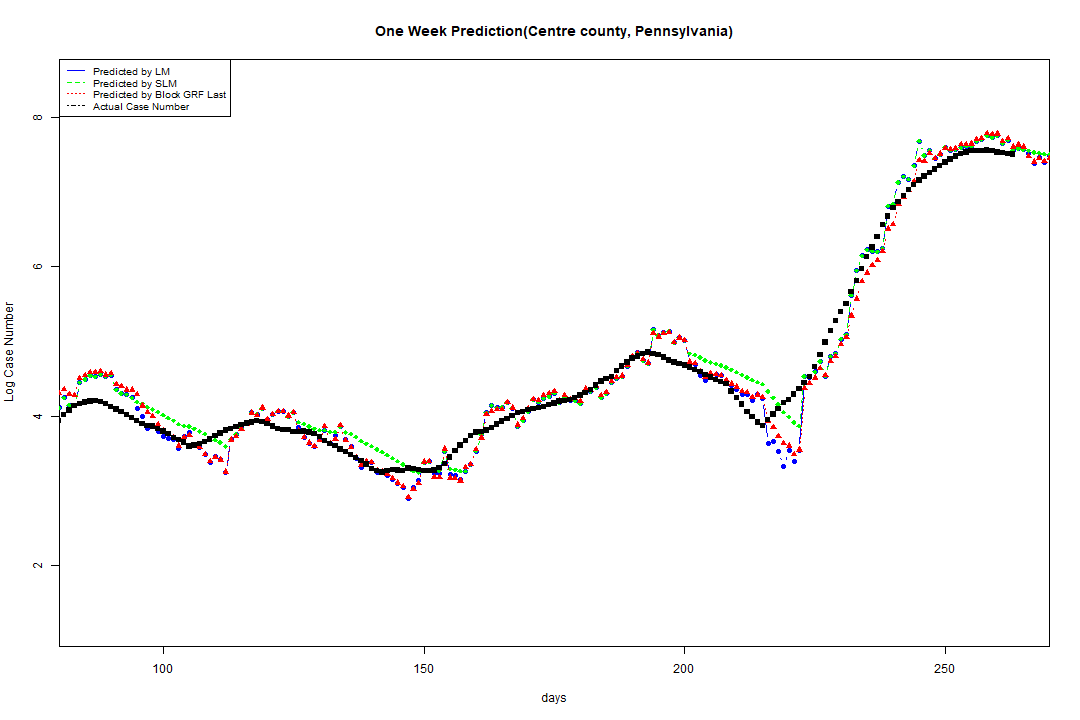 One Week Prediction(Centre county, Pennsylvania)
Predicted by LM
Predicted by SLM
Predicted by Block GRF Last
Actual Case Number
8
6
4
2
Log Case Number
100 150 200 250
days